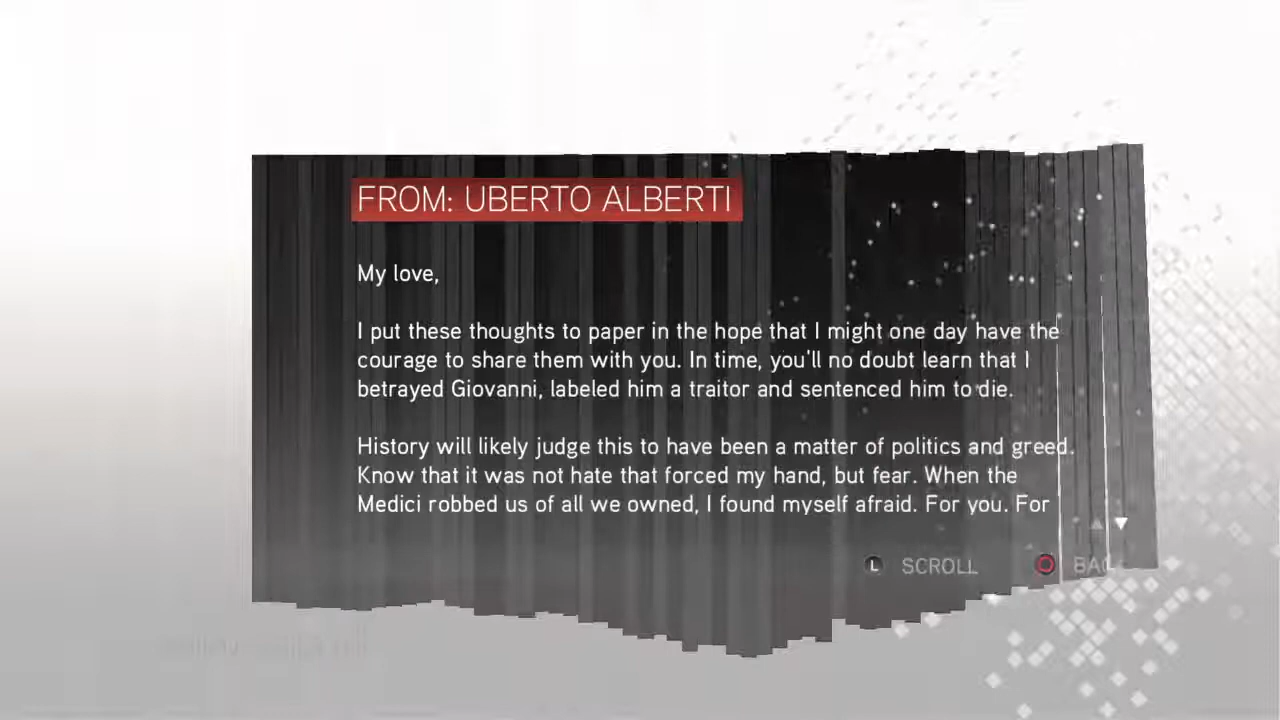 FROM: UBERTO ALBERTI
My love,
I put these thoughts to paper in the hope that I might one day have the
courage to share them with you. In time, you'll no doubt learn that I
betrayed Giovanni, labeled him a traitor and sentenced him to die.
History will likely judge this to have been a matter of politics and greed.
Know that it was not hate that forced my hand, but fear. When the
Medici robbed us of all we owned, I found myself afraid. For you. For
L SCROLL BACK